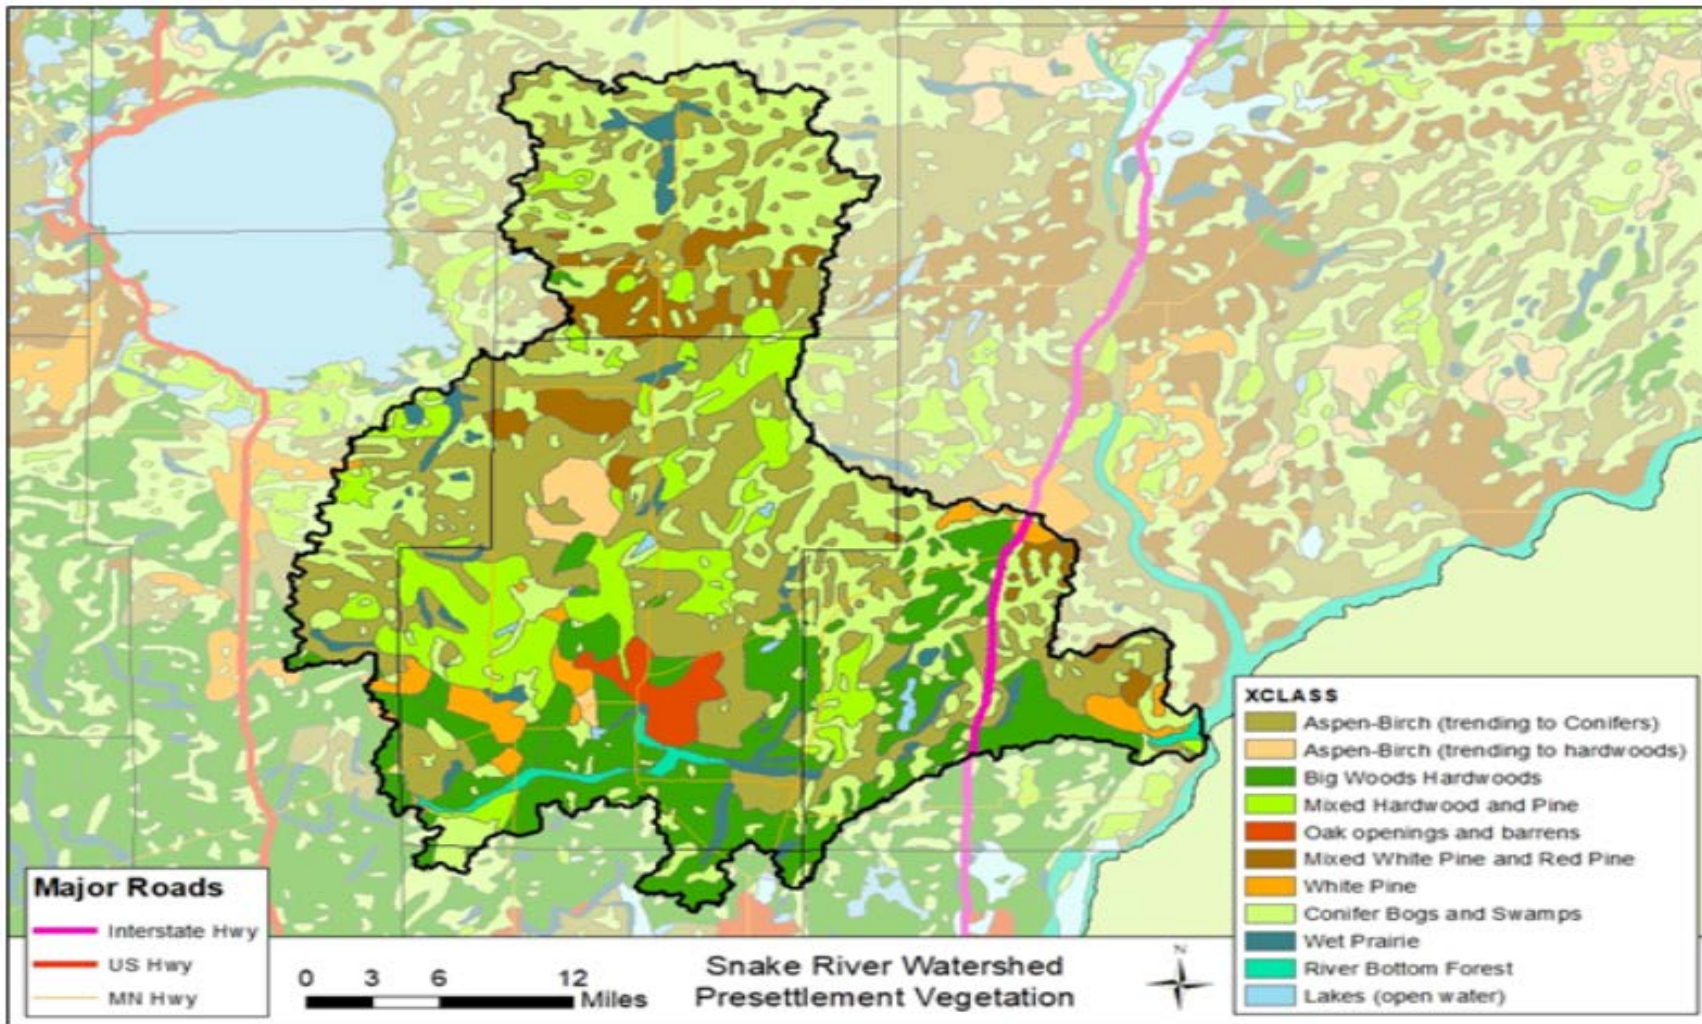 XCLASS
Aspen-Birch (trending to Conifers)
Aspen-Birch (trending to hardwoods)
Big Woods Hardwoods
Mixed Hardwood and Pine
Oak openings and barrens
Mixed White Pine and Red Pine
White Pine
Conifer Bogs and Swamps
Wet Prairie
River Bottom Forest
Lakes (open water)
Major Roads
Interstate Hwy
US Hwy
MN Hwy
0 3 6 12
Miles
Snake River Watershed
Presettlement Vegetation
N